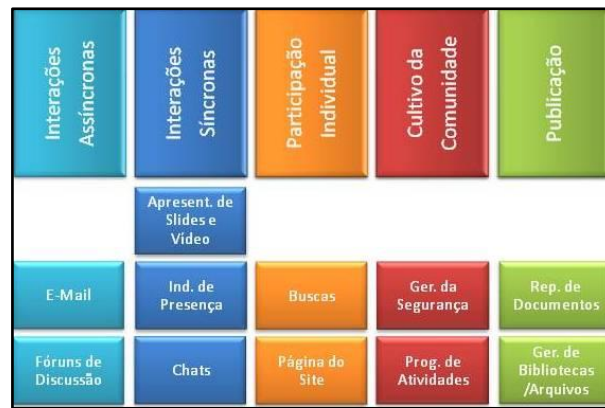 Interações
Assíncronas
Interações
Síncronas
Participação
Individual
Cultivo da
Comunidade
Publicação
Apresent. de
Slides e
Vídeo
E-Mail
Ind. de
Presença
Buscas
Ger. da
Segurança
Rep. de
Documentos
Fóruns de
Discussão
Chats
Página do
Site
Prog. de
Atividades
Ger. de
Bibliotecas
/Arquivos